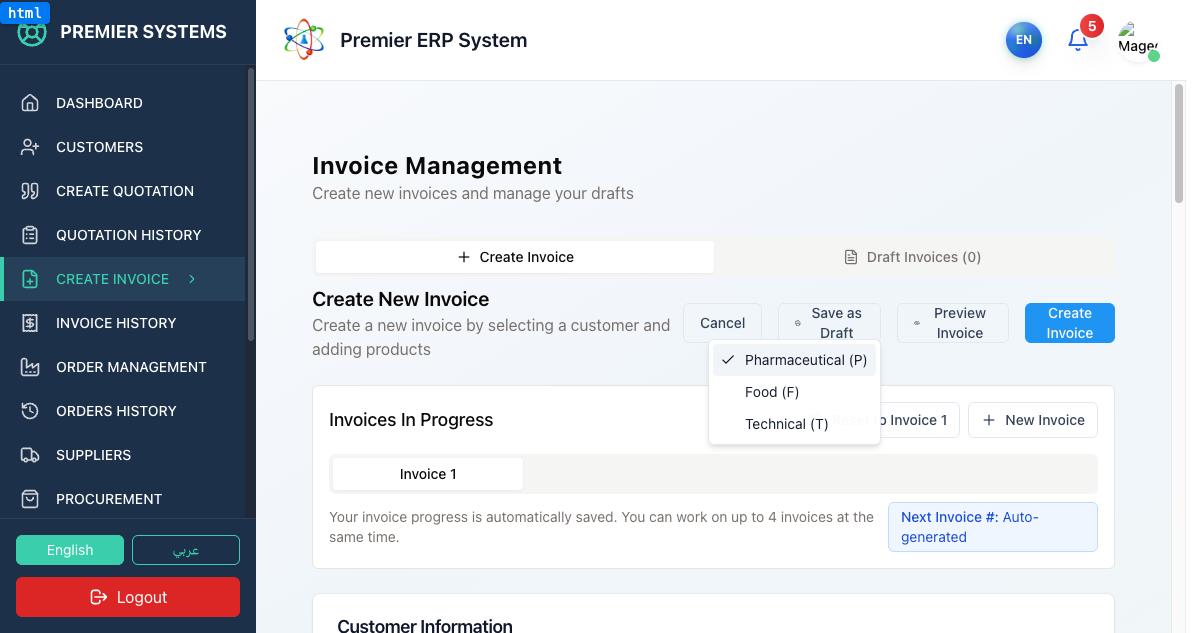 html
PREMIER SYSTEMS
DASHBOARD
CUSTOMERS
CREATE QUOTATION
QUOTATION HISTORY
CREATE INVOICE
INVOICE HISTORY
ORDER MANAGEMENT
ORDERS HISTORY
SUPPLIERS
PROCUREMENT
English
عربي
Logout
Premier ERP System
EN
5
Invoice Management
Create new invoices and manage your drafts
Create Invoice
Draft Invoices (0)
Create New Invoice
Create a new invoice by selecting a customer and
adding products
Cancel
Save as
Draft
Preview
Invoice
Create
Invoice
Pharmaceutical (P)
Food (F)
Technical (T)
Invoices In Progress
to Invoice 1
New Invoice
Invoice 1
Your invoice progress is automatically saved. You can work on up to 4 invoices at the
same time.
Next Invoice #: Auto-
generated
Customer Information